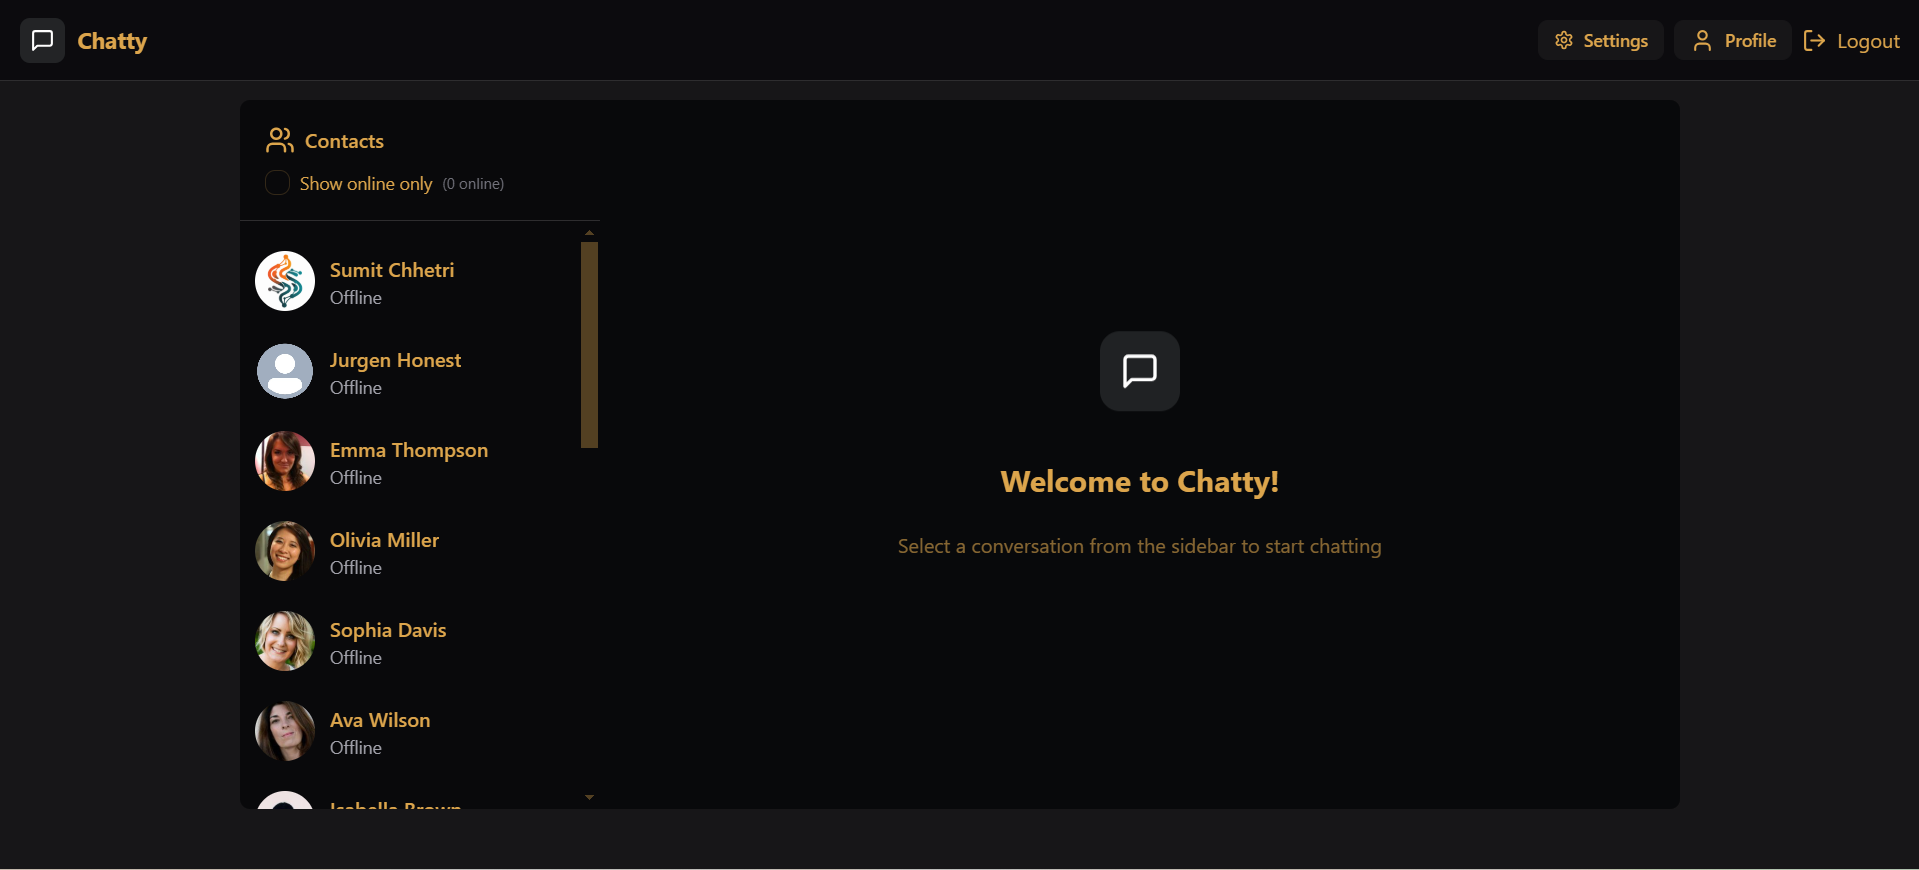 Chatty
Settings
Profile
Logout
Contacts
Show online only (0 online)
Sumit Chhetri
Offline
Jurgen Honest
Offline
Emma Thompson
Offline
Olivia Miller
Offline
Sophia Davis
Offline
Ava Wilson
Offline
Isabella Brown
Welcome to Chatty!
Select a conversation from the sidebar to start chatting